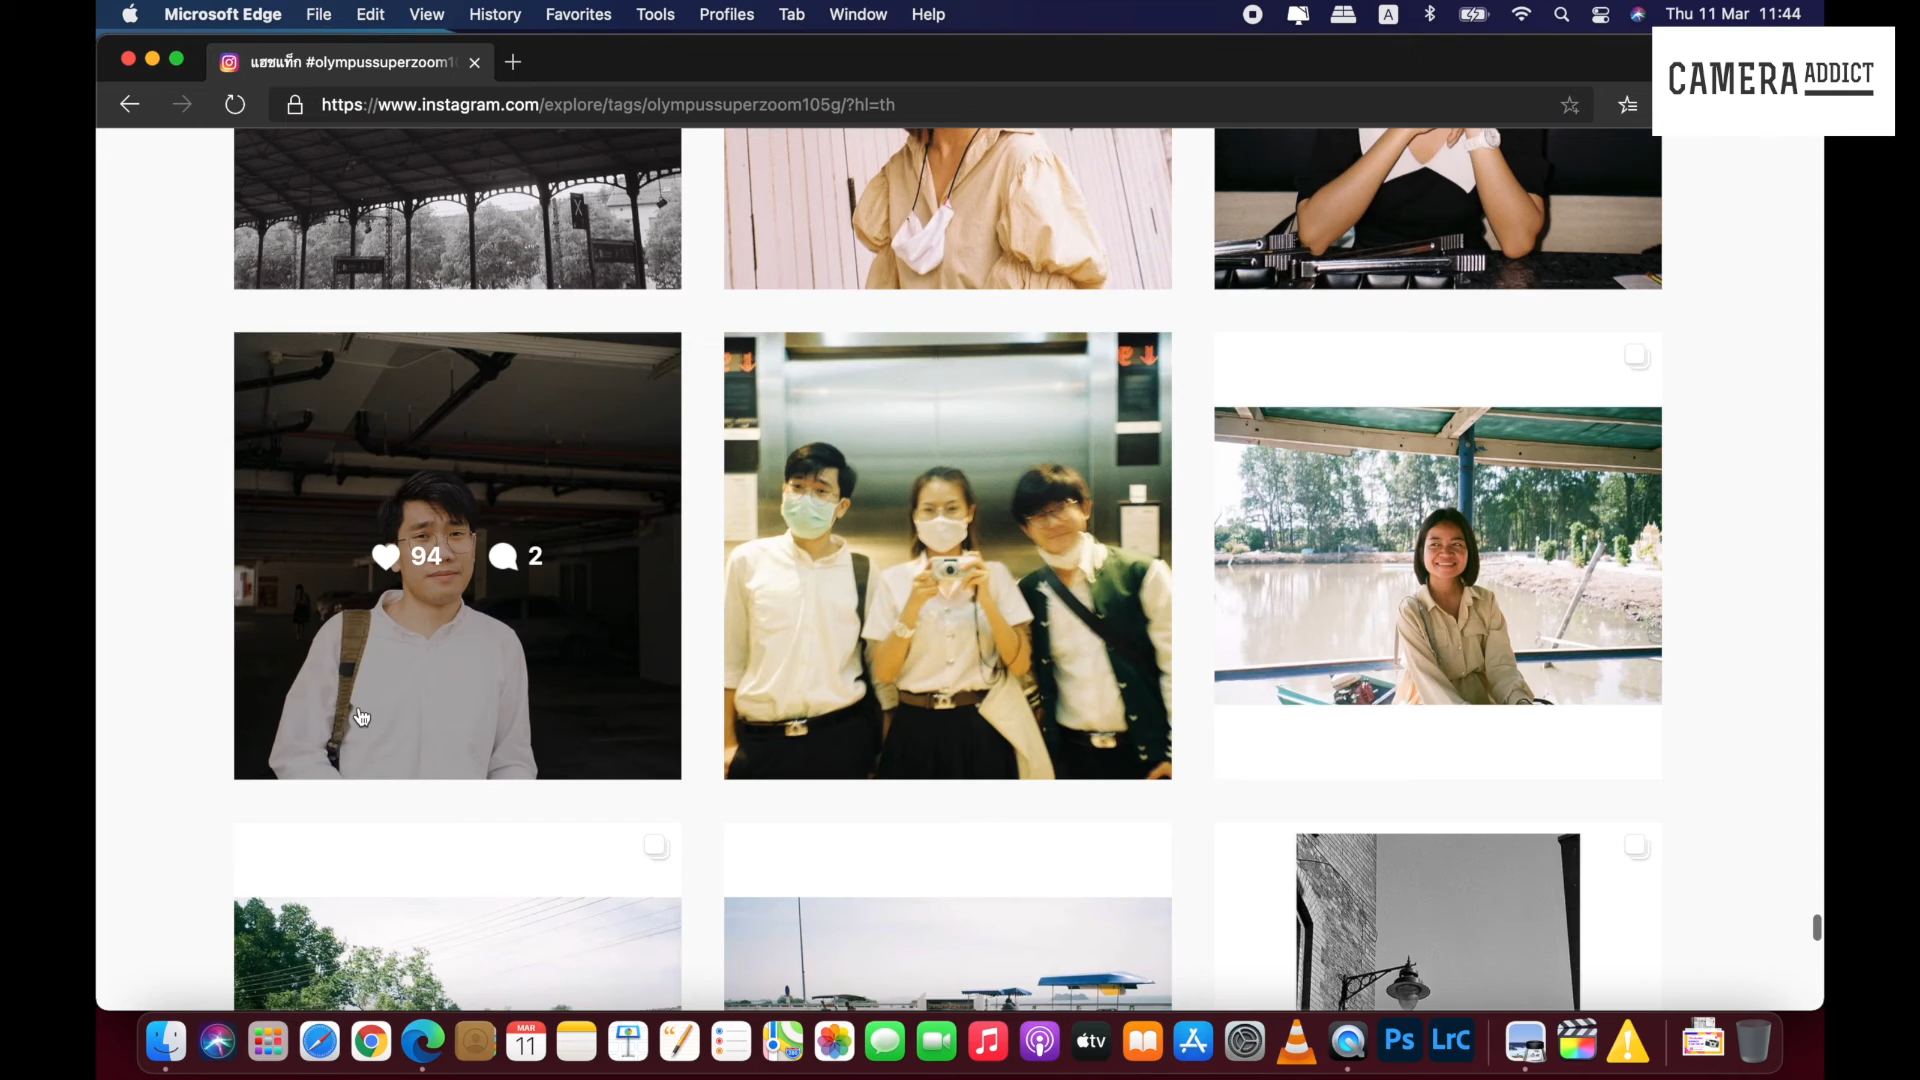 Microsoft Edge File Edit View History Favorites Tools Profiles Tab Window Help
A
Thu 11 Mar 11:44
CAMERA ADDICT
แฮชแท็ก #olympussuperzoom10
https://www.instagram.com/explore/tags/olympussuperzoom105g/?hl=th
94 2
MAR
11
tv
Ps
LrC